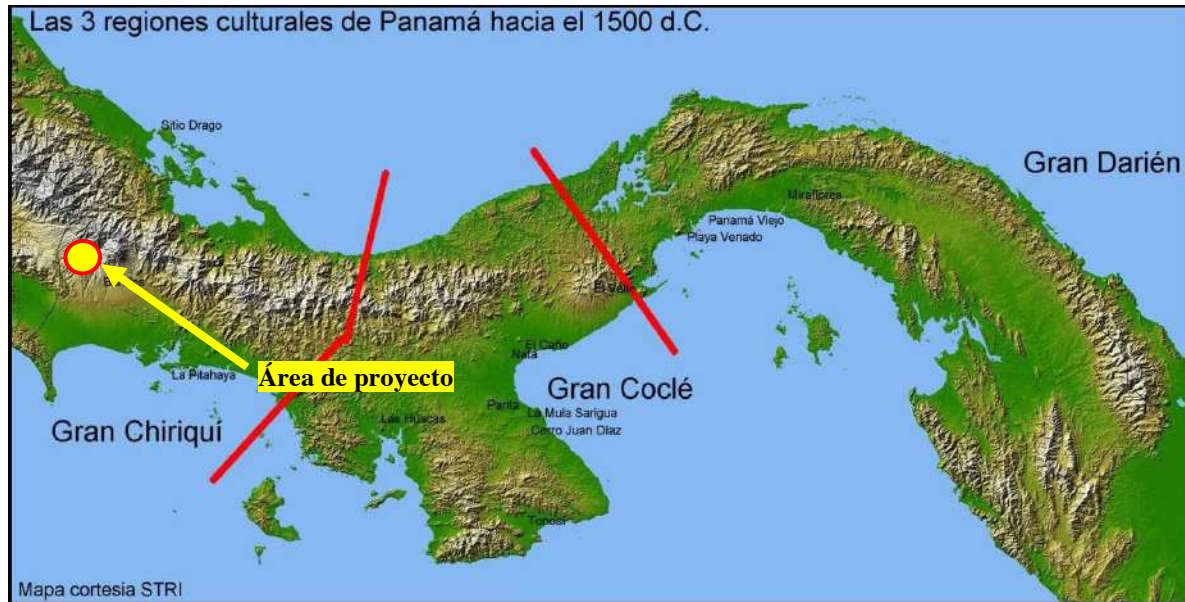 Las 3 regiones culturales de Panamá hacia el 1500 d.C.
Sitio Drago
Gran Darién
Miraflores
Panamá Viejo
Playa Venado
El Valle
El Caño
Natá
La Pitahaya
Área de proyecto
Gran Coclé
Parita
La Mula Sarigua
Las Huacas
Cerro Juan Díaz
Gran Chiriquí
Tonosí
Mapa cortesía STRI